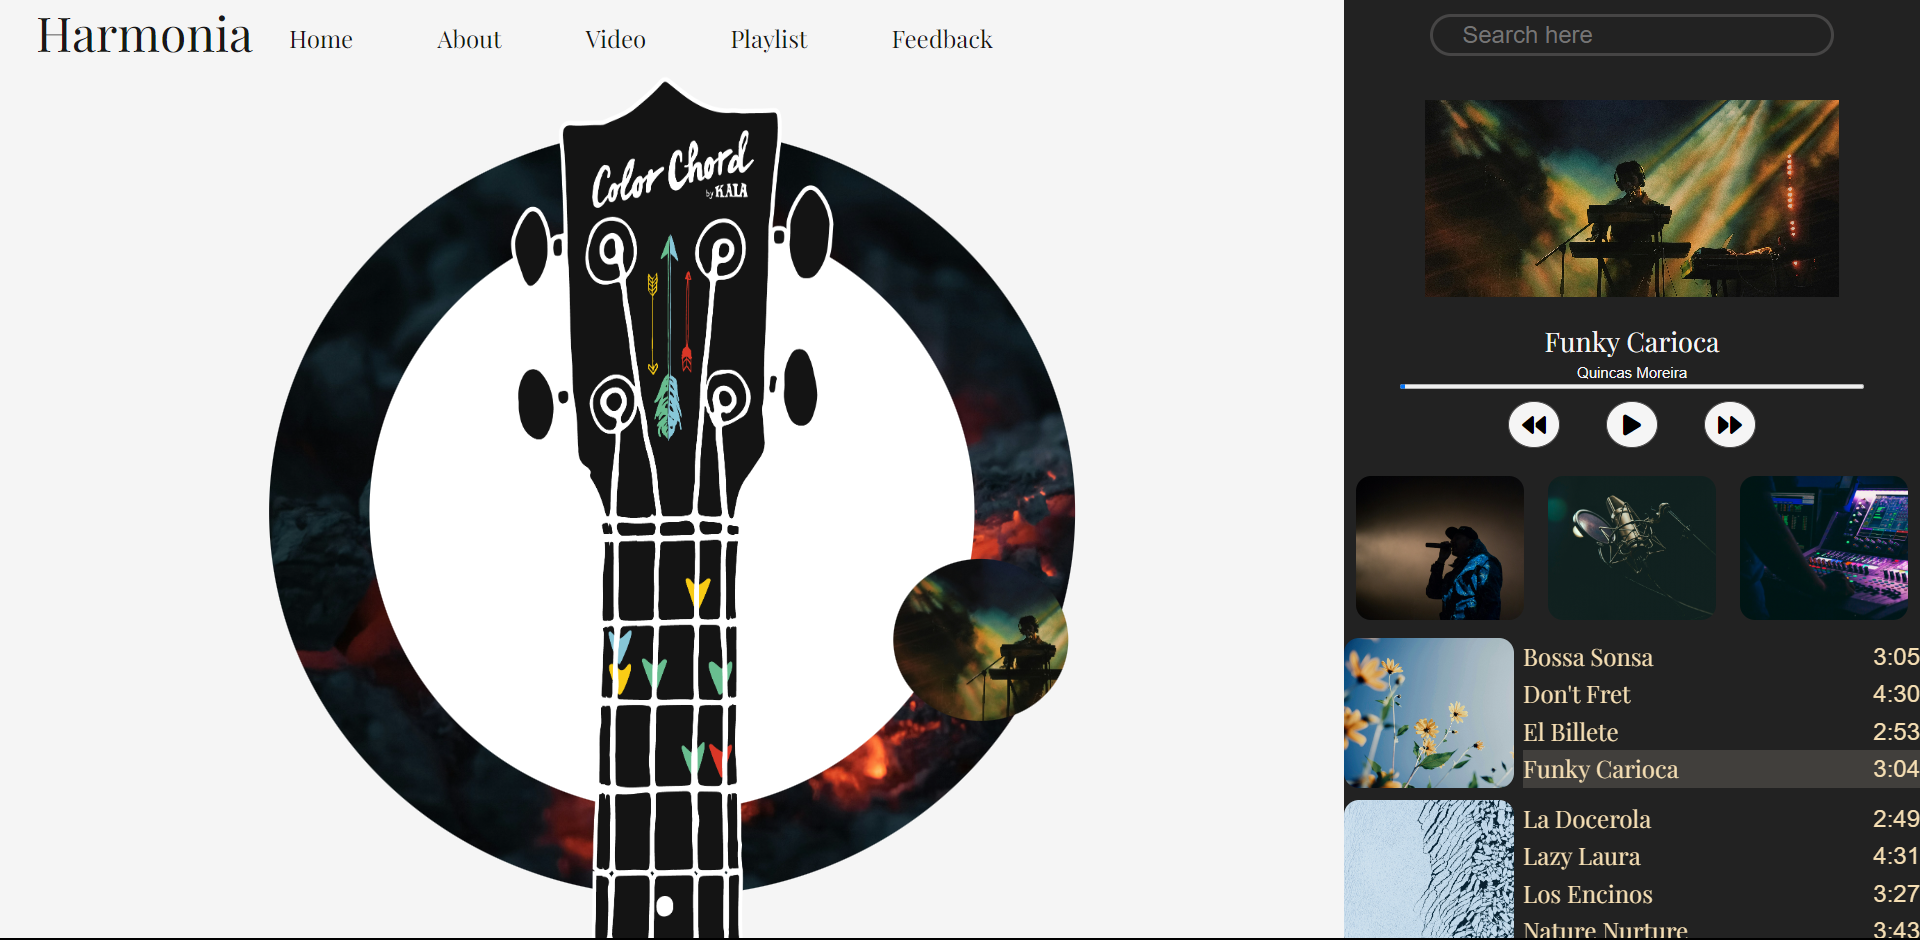 Harmonia
Home
About
Video
Playlist
Feedback
Search here
Color Chord
by KALA
Funky Carioca
Quincas Moreira
Bossa Sonsa 3:05
Don't Fret 4:30
El Billete 2:53
Funky Carioca 3:04
La Docerola 2:49
Lazy Laura 4:31
Los Encinos 3:27
Nature Nurture 3:43